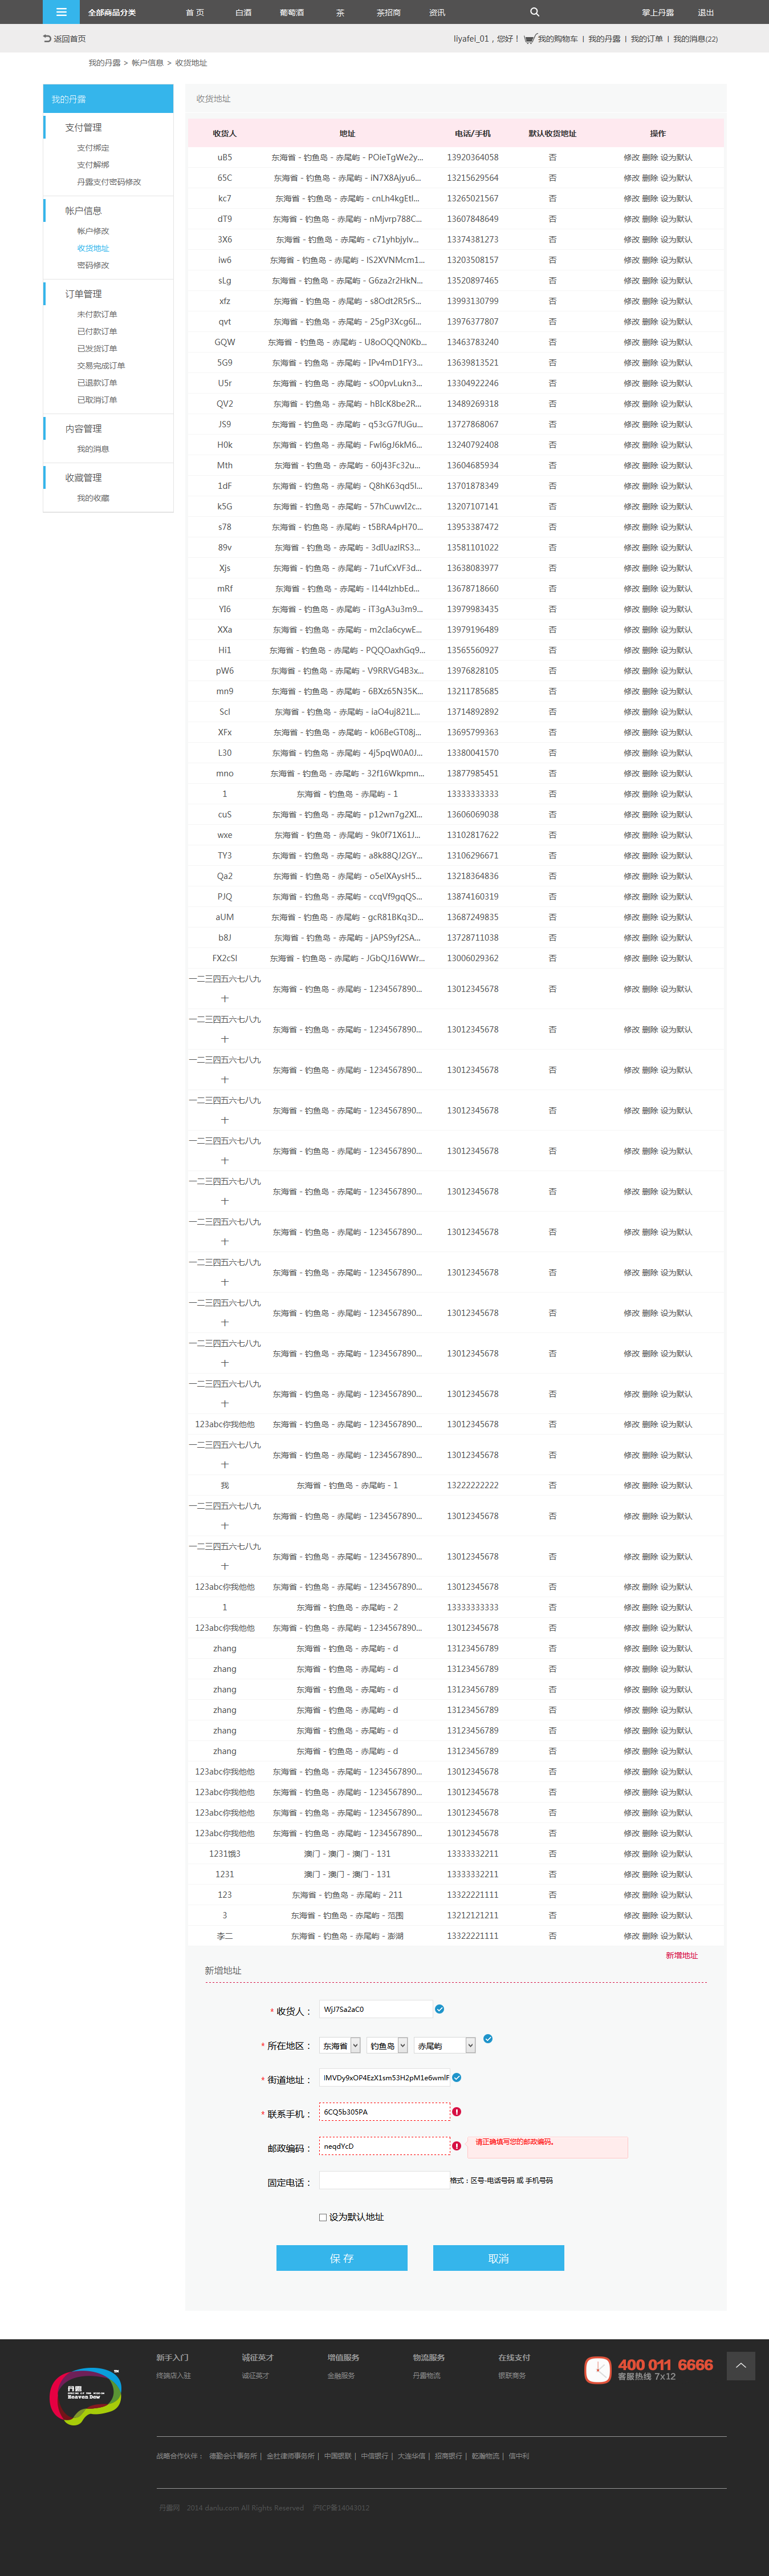 全部商品分类 首 页 白酒 葡萄酒 茶 茶招商 资讯 掌上丹露 退出
返回首页 liyafei_01，您好！ 我的购物车 | 我的丹露 | 我的订单 | 我的消息(22)
我的丹露 > 帐户信息 > 收货地址
我的丹露
支付管理
支付绑定
支付解绑
丹露支付密码修改
帐户信息
帐户修改
收货地址
密码修改
订单管理
未付款订单
已付款订单
已发货订单
交易完成订单
已退款订单
已取消订单
内容管理
我的消息
收藏管理
我的收藏
收货地址
收货人 地址 电话/手机 默认收货地址 操作
uB5 东海省 - 钓鱼岛 - 赤尾屿 - POieTgWe2y... 13920364058 否 修改 删除 设为默认
65C 东海省 - 钓鱼岛 - 赤尾屿 - iN7X8Ajyu6... 13215629564 否 修改 删除 设为默认
kc7 东海省 - 钓鱼岛 - 赤尾屿 - cnLh4kgEtl... 13265021567 否 修改 删除 设为默认
dT9 东海省 - 钓鱼岛 - 赤尾屿 - nMjvrp788C... 13607848649 否 修改 删除 设为默认
3X6 东海省 - 钓鱼岛 - 赤尾屿 - c71yhbjylv... 13374381273 否 修改 删除 设为默认
iw6 东海省 - 钓鱼岛 - 赤尾屿 - IS2XVNMcm1... 13203508157 否 修改 删除 设为默认
sLg 东海省 - 钓鱼岛 - 赤尾屿 - G6za2r2HkN... 13520897465 否 修改 删除 设为默认
xfz 东海省 - 钓鱼岛 - 赤尾屿 - s8Odt2R5rS... 13993130799 否 修改 删除 设为默认
qvt 东海省 - 钓鱼岛 - 赤尾屿 - 25gP3Xcg6I... 13976377807 否 修改 删除 设为默认
GQW 东海省 - 钓鱼岛 - 赤尾屿 - U8oOQQN0Kb... 13463783240 否 修改 删除 设为默认
5G9 东海省 - 钓鱼岛 - 赤尾屿 - IPv4mD1FY3... 13639813521 否 修改 删除 设为默认
U5r 东海省 - 钓鱼岛 - 赤尾屿 - sO0pvLukn3... 13304922246 否 修改 删除 设为默认
QV2 东海省 - 钓鱼岛 - 赤尾屿 - hBIcK8be2R... 13489269318 否 修改 删除 设为默认
JS9 东海省 - 钓鱼岛 - 赤尾屿 - q53cG7fUGu... 13727868067 否 修改 删除 设为默认
H0k 东海省 - 钓鱼岛 - 赤尾屿 - FwI6gJ6kM6... 13240792408 否 修改 删除 设为默认
Mth 东海省 - 钓鱼岛 - 赤尾屿 - 60j43Fc32u... 13604685934 否 修改 删除 设为默认
1dF 东海省 - 钓鱼岛 - 赤尾屿 - Q8hK63qd5l... 13701878349 否 修改 删除 设为默认
k5G 东海省 - 钓鱼岛 - 赤尾屿 - 57hCuwvI2c... 13207107141 否 修改 删除 设为默认
s78 东海省 - 钓鱼岛 - 赤尾屿 - t5BRA4pH70... 13953387472 否 修改 删除 设为默认
89v 东海省 - 钓鱼岛 - 赤尾屿 - 3dIUazlRS3... 13581101022 否 修改 删除 设为默认
Xjs 东海省 - 钓鱼岛 - 赤尾屿 - 71ufCxVF3d... 13638083977 否 修改 删除 设为默认
mRf 东海省 - 钓鱼岛 - 赤尾屿 - I144lzhbEd... 13678718660 否 修改 删除 设为默认
YI6 东海省 - 钓鱼岛 - 赤尾屿 - iT3gA3u3m9... 13979983435 否 修改 删除 设为默认
XXa 东海省 - 钓鱼岛 - 赤尾屿 - m2cIa6cywE... 13979196489 否 修改 删除 设为默认
Hi1 东海省 - 钓鱼岛 - 赤尾屿 - PQQOaxhGq9... 13565560927 否 修改 删除 设为默认
pW6 东海省 - 钓鱼岛 - 赤尾屿 - V9RRVG4B3x... 13976828105 否 修改 删除 设为默认
mn9 东海省 - 钓鱼岛 - 赤尾屿 - 6BXz65N35K... 13211785685 否 修改 删除 设为默认
ScI 东海省 - 钓鱼岛 - 赤尾屿 - iaO4uj821L... 13714892892 否 修改 删除 设为默认
XFx 东海省 - 钓鱼岛 - 赤尾屿 - k06BeGT08j... 13695799363 否 修改 删除 设为默认
L30 东海省 - 钓鱼岛 - 赤尾屿 - 4j5pqW0A0J... 13380041570 否 修改 删除 设为默认
mno 东海省 - 钓鱼岛 - 赤尾屿 - 32f16Wkpmn... 13877985451 否 修改 删除 设为默认
1 东海省 - 钓鱼岛 - 赤尾屿 - 1 13333333333 否 修改 删除 设为默认
cuS 东海省 - 钓鱼岛 - 赤尾屿 - p12wn7g2XI... 13606069038 否 修改 删除 设为默认
wxe 东海省 - 钓鱼岛 - 赤尾屿 - 9k0f71X61J... 13102817622 否 修改 删除 设为默认
TY3 东海省 - 钓鱼岛 - 赤尾屿 - a8k88QJ2GY... 13106296671 否 修改 删除 设为默认
Qa2 东海省 - 钓鱼岛 - 赤尾屿 - o5eIXAysH5... 13218364836 否 修改 删除 设为默认
PJQ 东海省 - 钓鱼岛 - 赤尾屿 - ccqVf9gqQS... 13874160319 否 修改 删除 设为默认
aUM 东海省 - 钓鱼岛 - 赤尾屿 - gcR81BKq3D... 13687249835 否 修改 删除 设为默认
b8J 东海省 - 钓鱼岛 - 赤尾屿 - jAPS9yf2SA... 13728711038 否 修改 删除 设为默认
FX2cSl 东海省 - 钓鱼岛 - 赤尾屿 - JGbQJ16WWr... 13006029362 否 修改 删除 设为默认
一二三四五六七八九
十 东海省 - 钓鱼岛 - 赤尾屿 - 1234567890... 13012345678 否 修改 删除 设为默认
一二三四五六七八九
十 东海省 - 钓鱼岛 - 赤尾屿 - 1234567890... 13012345678 否 修改 删除 设为默认
一二三四五六七八九
十 东海省 - 钓鱼岛 - 赤尾屿 - 1234567890... 13012345678 否 修改 删除 设为默认
一二三四五六七八九
十 东海省 - 钓鱼岛 - 赤尾屿 - 1234567890... 13012345678 否 修改 删除 设为默认
一二三四五六七八九
十 东海省 - 钓鱼岛 - 赤尾屿 - 1234567890... 13012345678 否 修改 删除 设为默认
一二三四五六七八九
十 东海省 - 钓鱼岛 - 赤尾屿 - 1234567890... 13012345678 否 修改 删除 设为默认
一二三四五六七八九
十 东海省 - 钓鱼岛 - 赤尾屿 - 1234567890... 13012345678 否 修改 删除 设为默认
一二三四五六七八九
十 东海省 - 钓鱼岛 - 赤尾屿 - 1234567890... 13012345678 否 修改 删除 设为默认
一二三四五六七八九
十 东海省 - 钓鱼岛 - 赤尾屿 - 1234567890... 13012345678 否 修改 删除 设为默认
一二三四五六七八九
十 东海省 - 钓鱼岛 - 赤尾屿 - 1234567890... 13012345678 否 修改 删除 设为默认
一二三四五六七八九
十 东海省 - 钓鱼岛 - 赤尾屿 - 1234567890... 13012345678 否 修改 删除 设为默认
123abc你我他他 东海省 - 钓鱼岛 - 赤尾屿 - 1234567890... 13012345678 否 修改 删除 设为默认
一二三四五六七八九
十 东海省 - 钓鱼岛 - 赤尾屿 - 1234567890... 13012345678 否 修改 删除 设为默认
我 东海省 - 钓鱼岛 - 赤尾屿 - 1 13222222222 否 修改 删除 设为默认
一二三四五六七八九
十 东海省 - 钓鱼岛 - 赤尾屿 - 1234567890... 13012345678 否 修改 删除 设为默认
一二三四五六七八九
十 东海省 - 钓鱼岛 - 赤尾屿 - 1234567890... 13012345678 否 修改 删除 设为默认
123abc你我他他 东海省 - 钓鱼岛 - 赤尾屿 - 1234567890... 13012345678 否 修改 删除 设为默认
1 东海省 - 钓鱼岛 - 赤尾屿 - 2 13333333333 否 修改 删除 设为默认
123abc你我他他 东海省 - 钓鱼岛 - 赤尾屿 - 1234567890... 13012345678 否 修改 删除 设为默认
zhang 东海省 - 钓鱼岛 - 赤尾屿 - d 13123456789 否 修改 删除 设为默认
zhang 东海省 - 钓鱼岛 - 赤尾屿 - d 13123456789 否 修改 删除 设为默认
zhang 东海省 - 钓鱼岛 - 赤尾屿 - d 13123456789 否 修改 删除 设为默认
zhang 东海省 - 钓鱼岛 - 赤尾屿 - d 13123456789 否 修改 删除 设为默认
zhang 东海省 - 钓鱼岛 - 赤尾屿 - d 13123456789 否 修改 删除 设为默认
zhang 东海省 - 钓鱼岛 - 赤尾屿 - d 13123456789 否 修改 删除 设为默认
123abc你我他他 东海省 - 钓鱼岛 - 赤尾屿 - 1234567890... 13012345678 否 修改 删除 设为默认
123abc你我他他 东海省 - 钓鱼岛 - 赤尾屿 - 1234567890... 13012345678 否 修改 删除 设为默认
123abc你我他他 东海省 - 钓鱼岛 - 赤尾屿 - 1234567890... 13012345678 否 修改 删除 设为默认
123abc你我他他 东海省 - 钓鱼岛 - 赤尾屿 - 1234567890... 13012345678 否 修改 删除 设为默认
1231饿3 澳门 - 澳门 - 澳门 - 131 13333332211 否 修改 删除 设为默认
1231 澳门 - 澳门 - 澳门 - 131 13333332211 否 修改 删除 设为默认
123 东海省 - 钓鱼岛 - 赤尾屿 - 211 13322221111 否 修改 删除 设为默认
3 东海省 - 钓鱼岛 - 赤尾屿 - 范围 13212121211 否 修改 删除 设为默认
李二 东海省 - 钓鱼岛 - 赤尾屿 - 澎湖 13322221111 否 修改 删除 设为默认
新增地址
新增地址
* 收货人： WjJ7Sa2aC0
* 所在地区： 东海省 钓鱼岛 赤尾屿
* 街道地址： IMVDy9xOP4EzX1sm53H2pM1e6wmlF
* 联系手机： 6CQ5b305PA
邮政编码： neqdYcD 请正确填写您的邮政编码。
固定电话： 格式：区号-电话号码 或 手机号码
设为默认地址
保 存 取消
新手入门 诚征英才 增值服务 物流服务 在线支付
终端店入驻 诚征英才 金融服务 丹露物流 银联商务
400 011 6666
客服热线 7x12
丹露
Heaven Dew
战略合作伙伴： 德勤会计事务所 | 金杜律师事务所 | 中国银联 | 中信银行 | 大连华信 | 招商银行 | 乾瀚物流 | 信中利
丹露网 2014 danlu.com All Rights Reserved 沪ICP备14043012